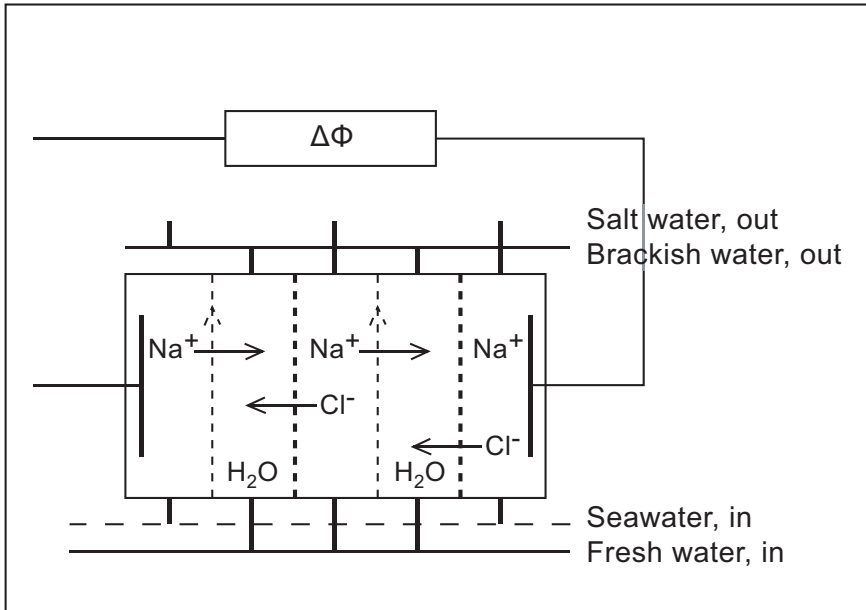 ΔΦ
Salt water, out
Brackish water, out
Na⁺ Na⁺ Na⁺
Cl⁻
Cl⁻
H₂O H₂O
Seawater, in
Fresh water, in